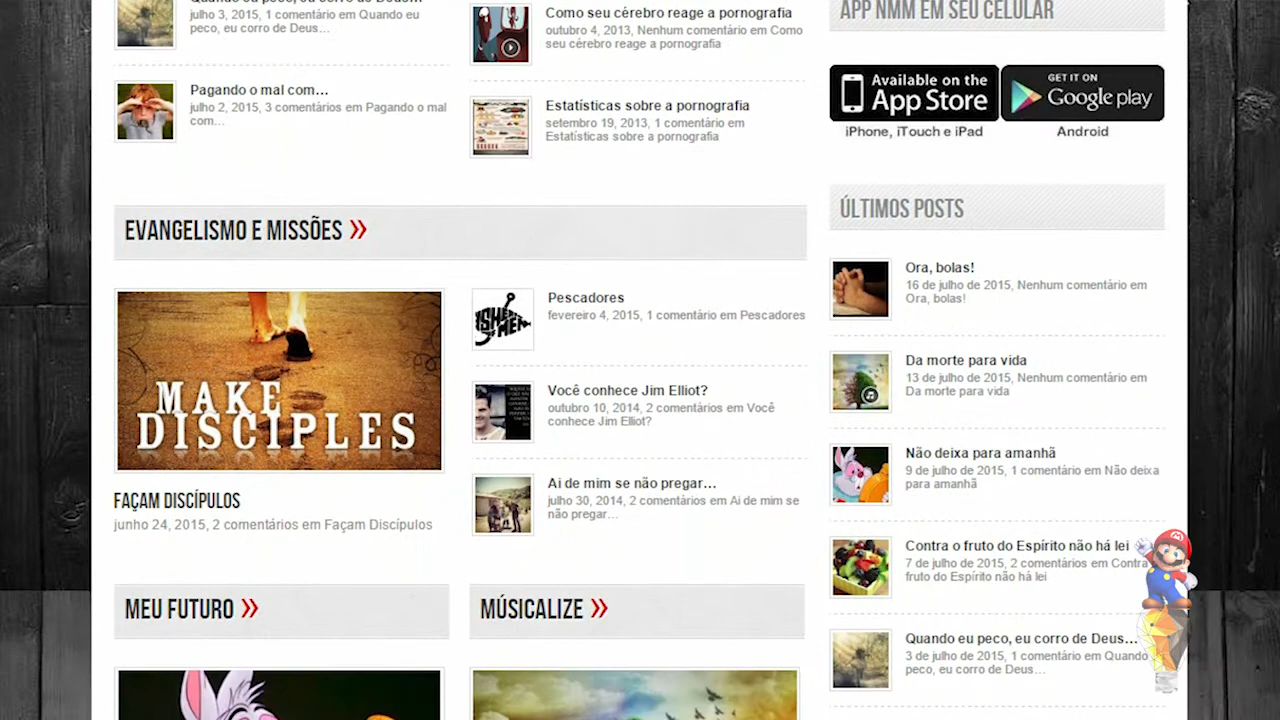 Quando eu peco, eu corro de Deus...
julho 3, 2015, 1 comentário em Quando eu
peco, eu corro de Deus...
Pagando o mal com...
julho 2, 2015, 3 comentários em Pagando o mal
com...
Como seu cérebro reage a pornografia
outubro 4, 2013, Nenhum comentário em Como
seu cérebro reage a pornografia
Estatísticas sobre a pornografia
setembro 19, 2013, 1 comentário em
Estatísticas sobre a pornografia
EVANGELISMO E MISSÕES »
MAKE
DISCIPLES
FAÇAM DISCÍPULOS
junho 24, 2015, 2 comentários em Façam Discípulos
Pescadores
fevereiro 4, 2015, 1 comentário em Pescadores
Você conhece Jim Elliot?
outubro 10, 2014, 2 comentários em Você
conhece Jim Elliot?
Ai de mim se não pregar...
julho 30, 2014, 2 comentários em Ai de mim se
não pregar...
MEU FUTURO »
MÚSICALIZE »
APP NMM EM SEU CELULAR
Available on the
App Store
GET IT ON
Google play
iPhone, iTouch e iPad
Android
ÚLTIMOS POSTS
Ora, bolas!
16 de julho de 2015, Nenhum comentário em
Ora, bolas!
Da morte para vida
13 de julho de 2015, Nenhum comentário em
Da morte para vida
Não deixa para amanhã
9 de julho de 2015, 1 comentário em Não deixa
para amanhã
Contra o fruto do Espírito não há lei
7 de julho de 2015, 2 comentários em Contra
fruto do Espírito não há lei
Quando eu peco, eu corro de Deus...
3 de julho de 2015, 1 comentário em Quando
peco, eu corro de Deus...